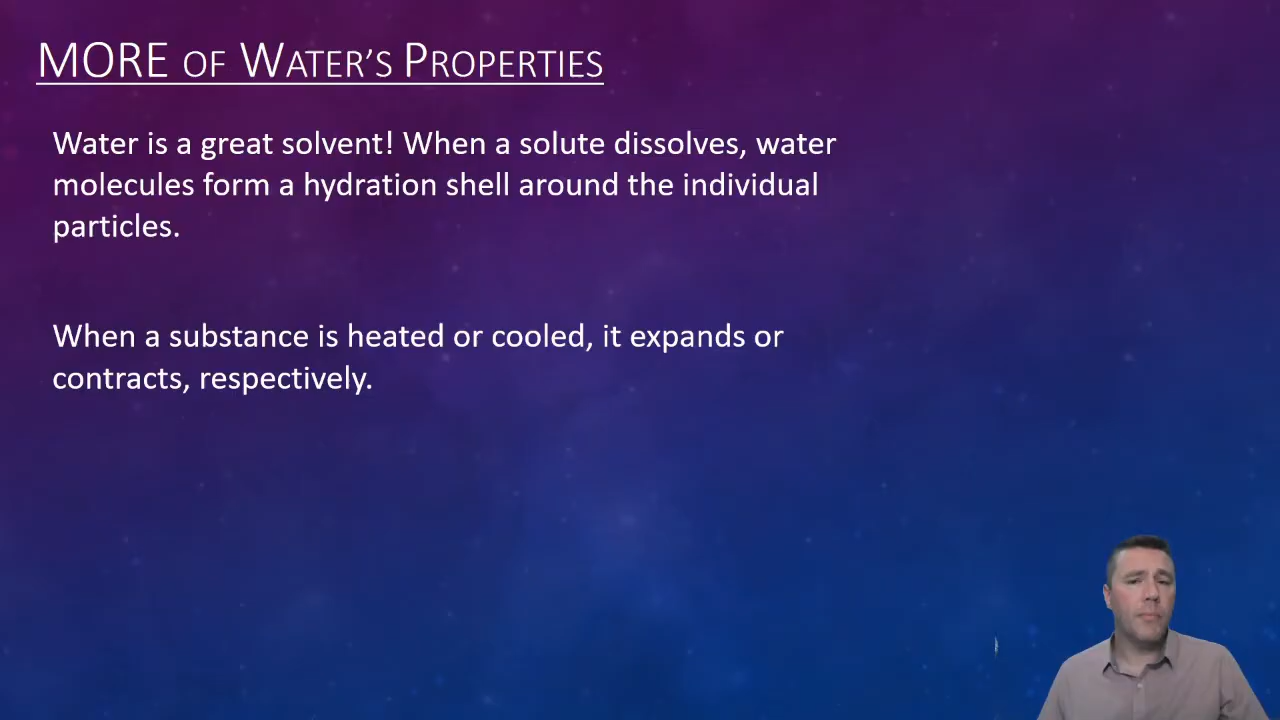 MORE OF WATER'S PROPERTIES
Water is a great solvent! When a solute dissolves, water
molecules form a hydration shell around the individual
particles.
When a substance is heated or cooled, it expands or
contracts, respectively.